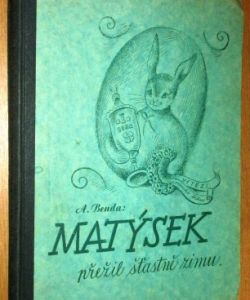 A. Benda:
MATÝSEK
přežil šťastně zimu.